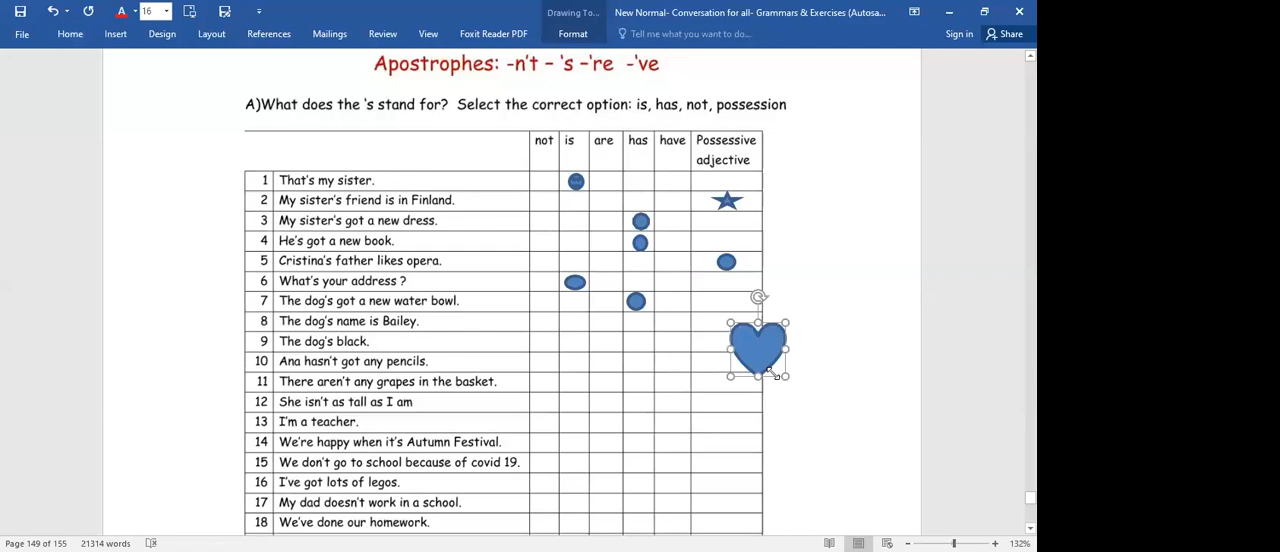 16
Drawing To...
New Normal- Conversation for all- Grammars & Exercises (Autosa...
File Home Insert Design Layout References Mailings Review View Foxit Reader PDF Format Tell me what you want to do... Sign in Share
Apostrophes: -n't – 's –'re -'ve
A)What does the 's stand for? Select the correct option: is, has, not, possession
not is are has have Possessive adjective
1 That's my sister.
2 My sister's friend is in Finland.
3 My sister's got a new dress.
4 He's got a new book.
5 Cristina's father likes opera.
6 What's your address ?
7 The dog's got a new water bowl.
8 The dog's name is Bailey.
9 The dog's black.
10 Ana hasn't got any pencils.
11 There aren't any grapes in the basket.
12 She isn't as tall as I am
13 I'm a teacher.
14 We're happy when it's Autumn Festival.
15 We don't go to school because of covid 19.
16 I've got lots of legos.
17 My dad doesn't work in a school.
18 We've done our homework.
Page 149 of 155 21314 words 132%